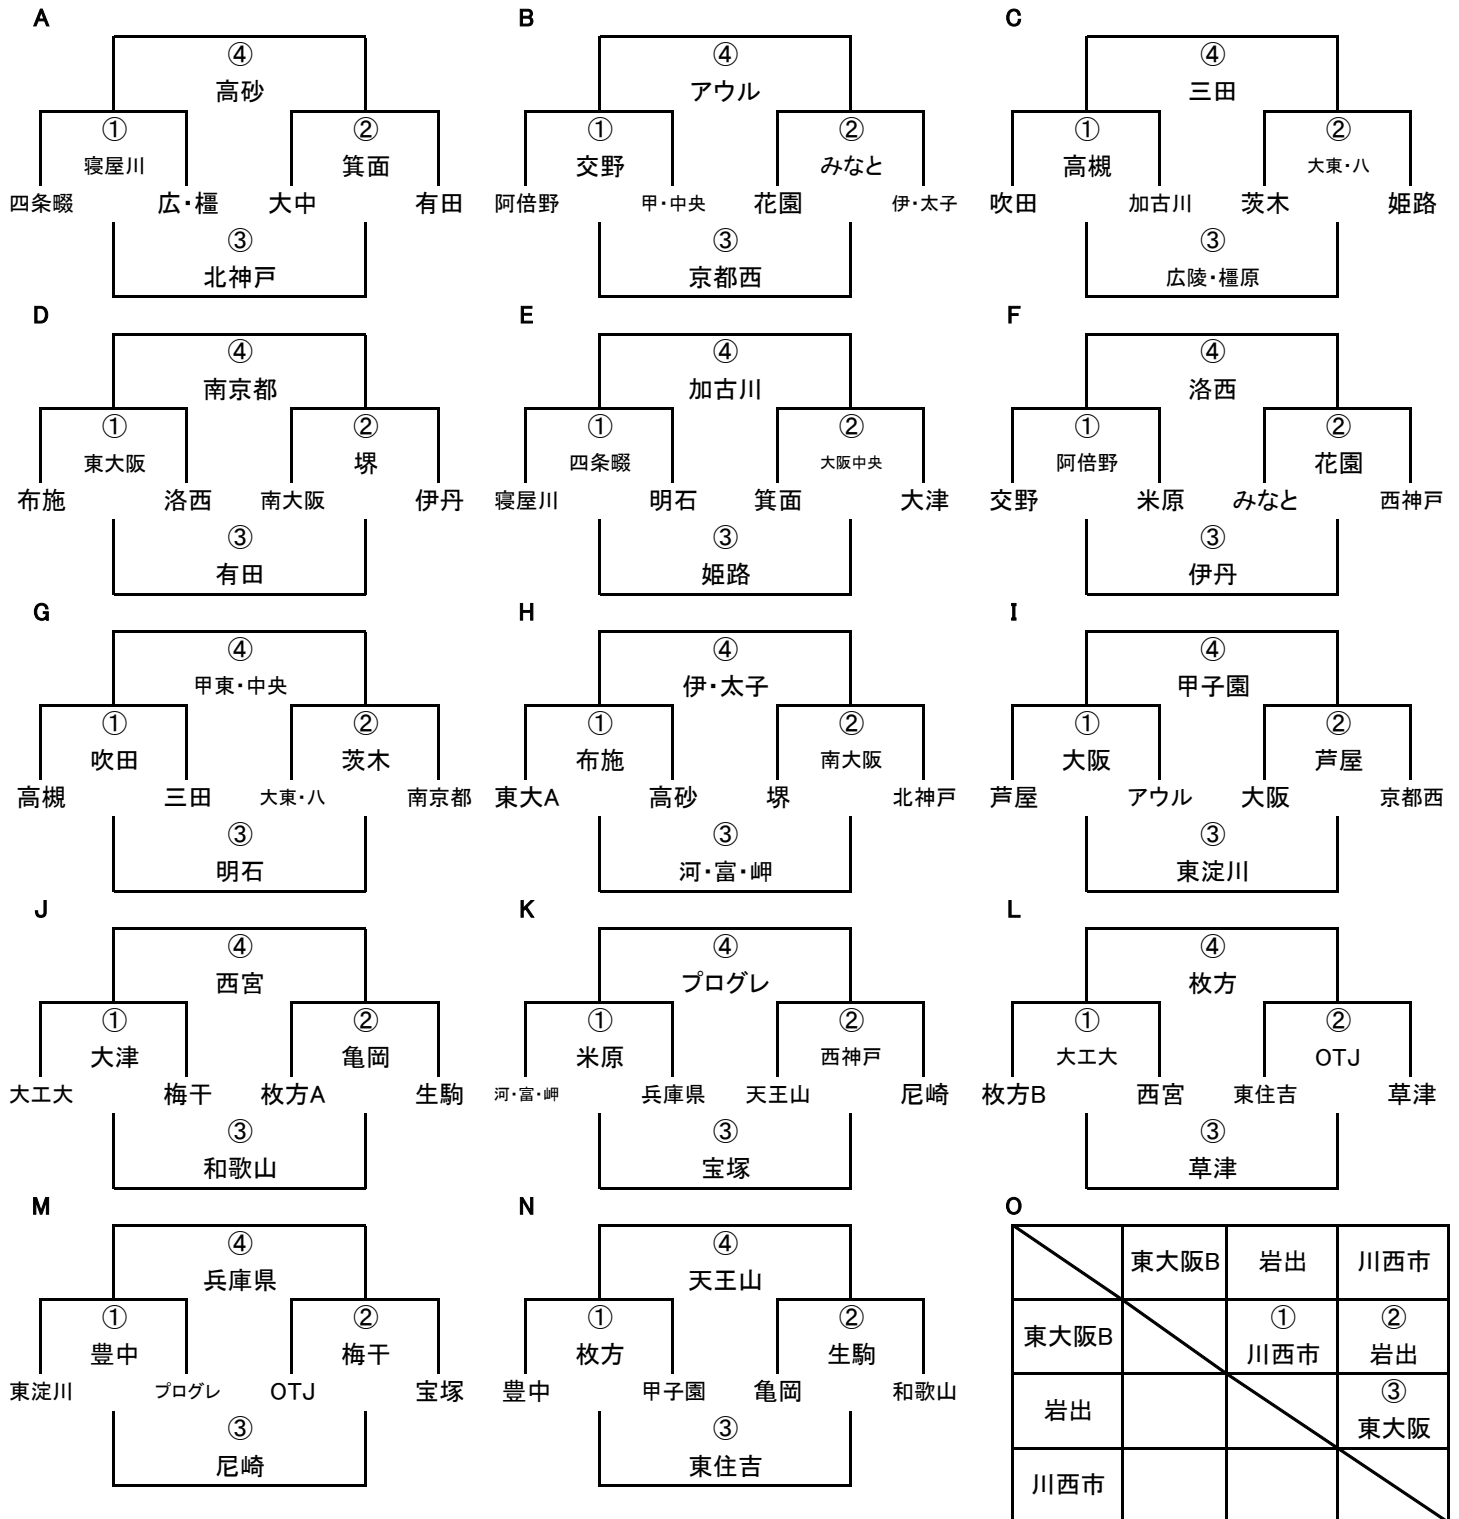 A B C
④ ④ ④
高砂 アウル 三田
① ② ① ② ① ②
寝屋川 箕面 交野 みなと 高槻 大東・八
四条畷 広・橿 大中 有田 阿倍野 甲・中央 花園 伊・太子 吹田 加古川 茨木 姫路
③ ③ ③
北神戸 京都西 広陵・橿原
D E F
④ ④ ④
南京都 加古川 洛西
① ② ① ② ① ②
東大阪 堺 四条畷 大阪中央 阿倍野 花園
布施 洛西 南大阪 伊丹 寝屋川 明石 箕面 大津 交野 米原 みなと 西神戸
③ ③ ③
有田 姫路 伊丹
G H I
④ ④ ④
甲東・中央 伊・太子 甲子園
① ② ① ② ① ②
吹田 茨木 布施 南大阪 大阪 芦屋
高槻 三田 大東・八 南京都 東大A 高砂 堺 北神戸 芦屋 アウル 大阪 京都西
③ ③ ③
明石 河・富・岬 東淀川
J K L
④ ④ ④
西宮 プログレ 枚方
① ② ① ② ① ②
大津 亀岡 米原 西神戸 大工大 OTJ
大工大 梅干 枚方A 生駒 河・富・岬 兵庫県 天王山 尼崎 枚方B 西宮 東住吉 草津
③ ③ ③
和歌山 宝塚 草津
M N O
④ ④
兵庫県 天王山
① ② ① ②
豊中 梅干 枚方 生駒
東淀川 プログレ OTJ 宝塚 豊中 甲子園 亀岡 和歌山
③ ③
尼崎 東住吉
東大阪B 岩出 川西市
東大阪B ① 川西市 ② 岩出
岩出 ③ 東大阪
川西市